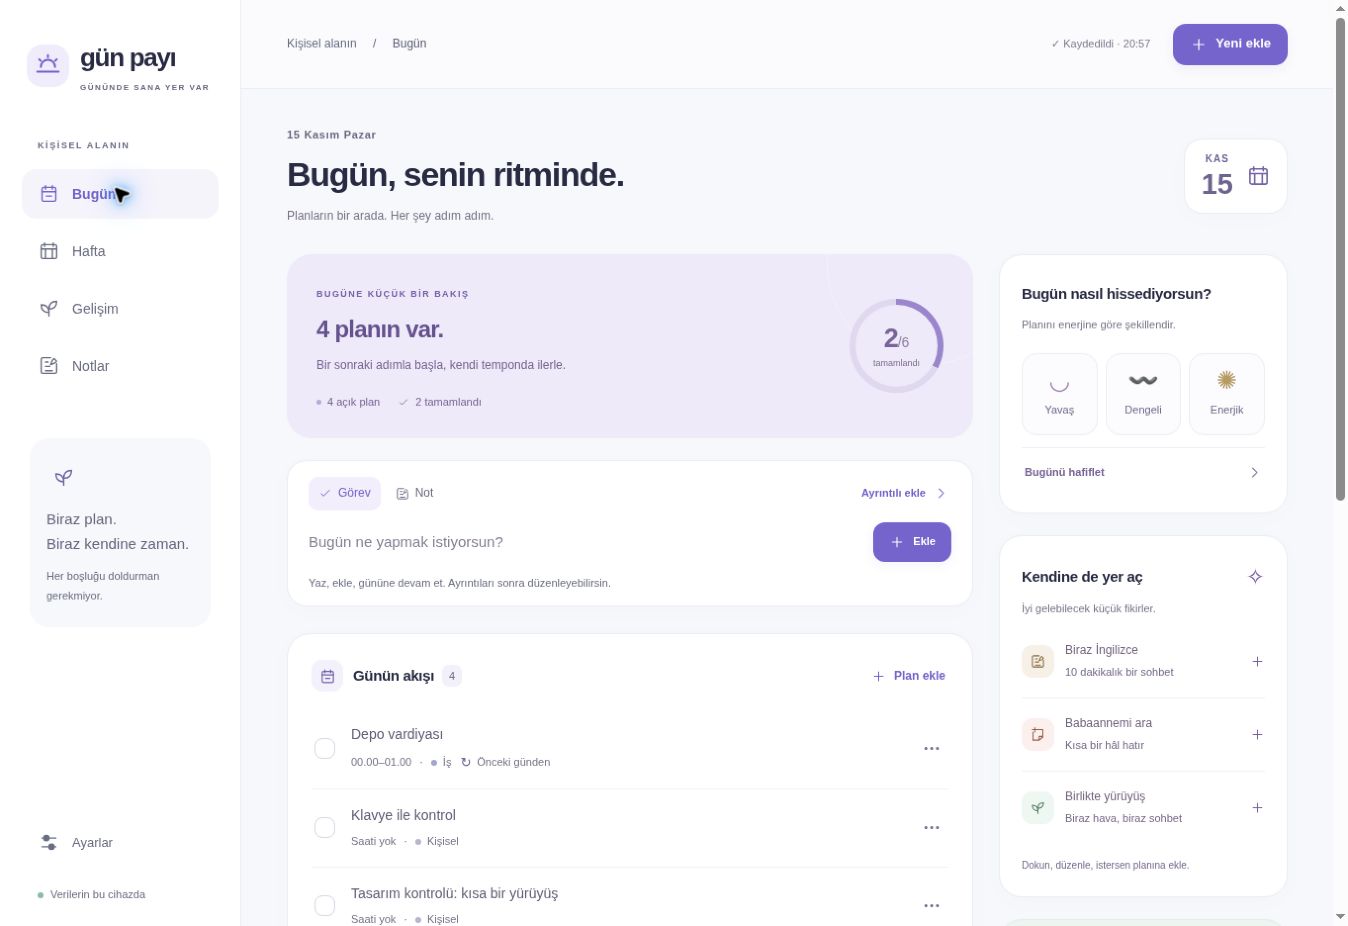 gün payı
GÜNÜNDE SANA YER VAR
KİŞİSEL ALANIN
Bugün
Hafta
Gelişim
Notlar
Biraz plan.
Biraz kendine zaman.
Her boşluğu doldurman
gerekmiyor.
Ayarlar
Verilerin bu cihazda
Kişisel alanın / Bugün
✓ Kaydedildi · 20:57
Yeni ekle
15 Kasım Pazar
Bugün, senin ritminde.
Planların bir arada. Her şey adım adım.
KAS
15
BUGÜNE KÜÇÜK BİR BAKIŞ
4 planın var.
Bir sonraki adımla başla, kendi temponda ilerle.
4 açık plan
2 tamamlandı
2/6
tamamlandı
Görev
Not
Ayrıntılı ekle
Bugün ne yapmak istiyorsun?
Ekle
Yaz, ekle, gününe devam et. Ayrıntıları sonra düzenleyebilirsin.
Günün akışı 4
Plan ekle
Depo vardiyası
00.00–01.00 · İş ↻ Önceki günden
Klavye ile kontrol
Saati yok · Kişisel
Tasarım kontrolü: kısa bir yürüyüş
Saati yok · Kişisel
Bugün nasıl hissediyorsun?
Planını enerjine göre şekillendir.
Yavaş
Dengeli
Enerjik
Bugünü hafiflet
Kendine de yer aç
İyi gelebilecek küçük fikirler.
Biraz İngilizce
10 dakikalık bir sohbet
Babaannemi ara
Kısa bir hâl hatır
Birlikte yürüyüş
Biraz hava, biraz sohbet
Dokun, düzenle, istersen planına ekle.